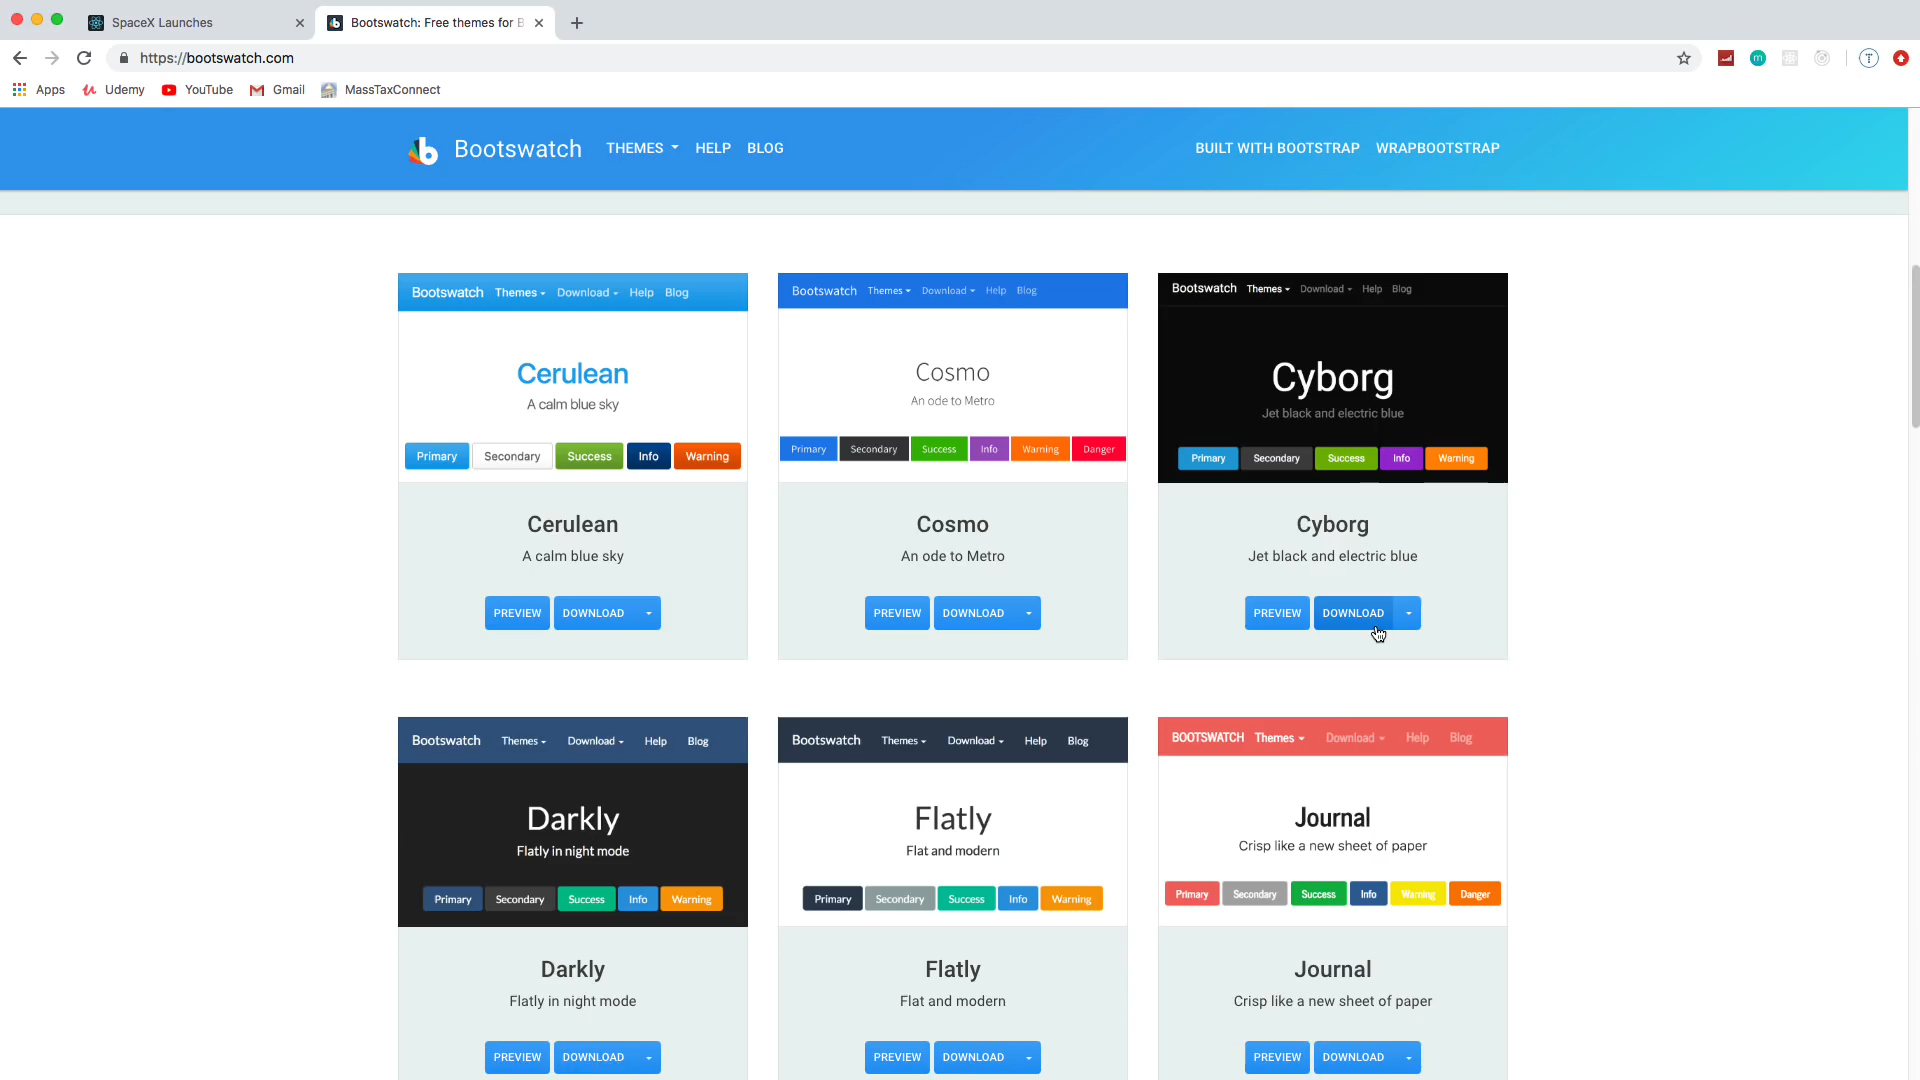 SpaceX Launches
Bootswatch: Free themes for B
https://bootswatch.com
Apps
Udemy
YouTube
Gmail
MassTaxConnect
Bootswatch
THEMES
HELP
BLOG
BUILT WITH BOOTSTRAP
WRAPBOOTSTRAP
Bootswatch Themes Download Help Blog
Cerulean
A calm blue sky
Primary Secondary Success Info Warning
Cerulean
A calm blue sky
PREVIEW DOWNLOAD
Bootswatch Themes Download Help Blog
Cosmo
An ode to Metro
Primary Secondary Success Info Warning Danger
Cosmo
An ode to Metro
PREVIEW DOWNLOAD
Bootswatch Themes Download Help Blog
Cyborg
Jet black and electric blue
Primary Secondary Success Info Warning
Cyborg
Jet black and electric blue
PREVIEW DOWNLOAD
Bootswatch Themes Download Help Blog
Darkly
Flatly in night mode
Primary Secondary Success Info Warning
Darkly
Flatly in night mode
PREVIEW DOWNLOAD
Bootswatch Themes Download Help Blog
Flatly
Flat and modern
Primary Secondary Success Info Warning
Flatly
Flat and modern
PREVIEW DOWNLOAD
BOOTSWATCH Themes Download Help Blog
Journal
Crisp like a new sheet of paper
Primary Secondary Success Info Warning Danger
Journal
Crisp like a new sheet of paper
PREVIEW DOWNLOAD